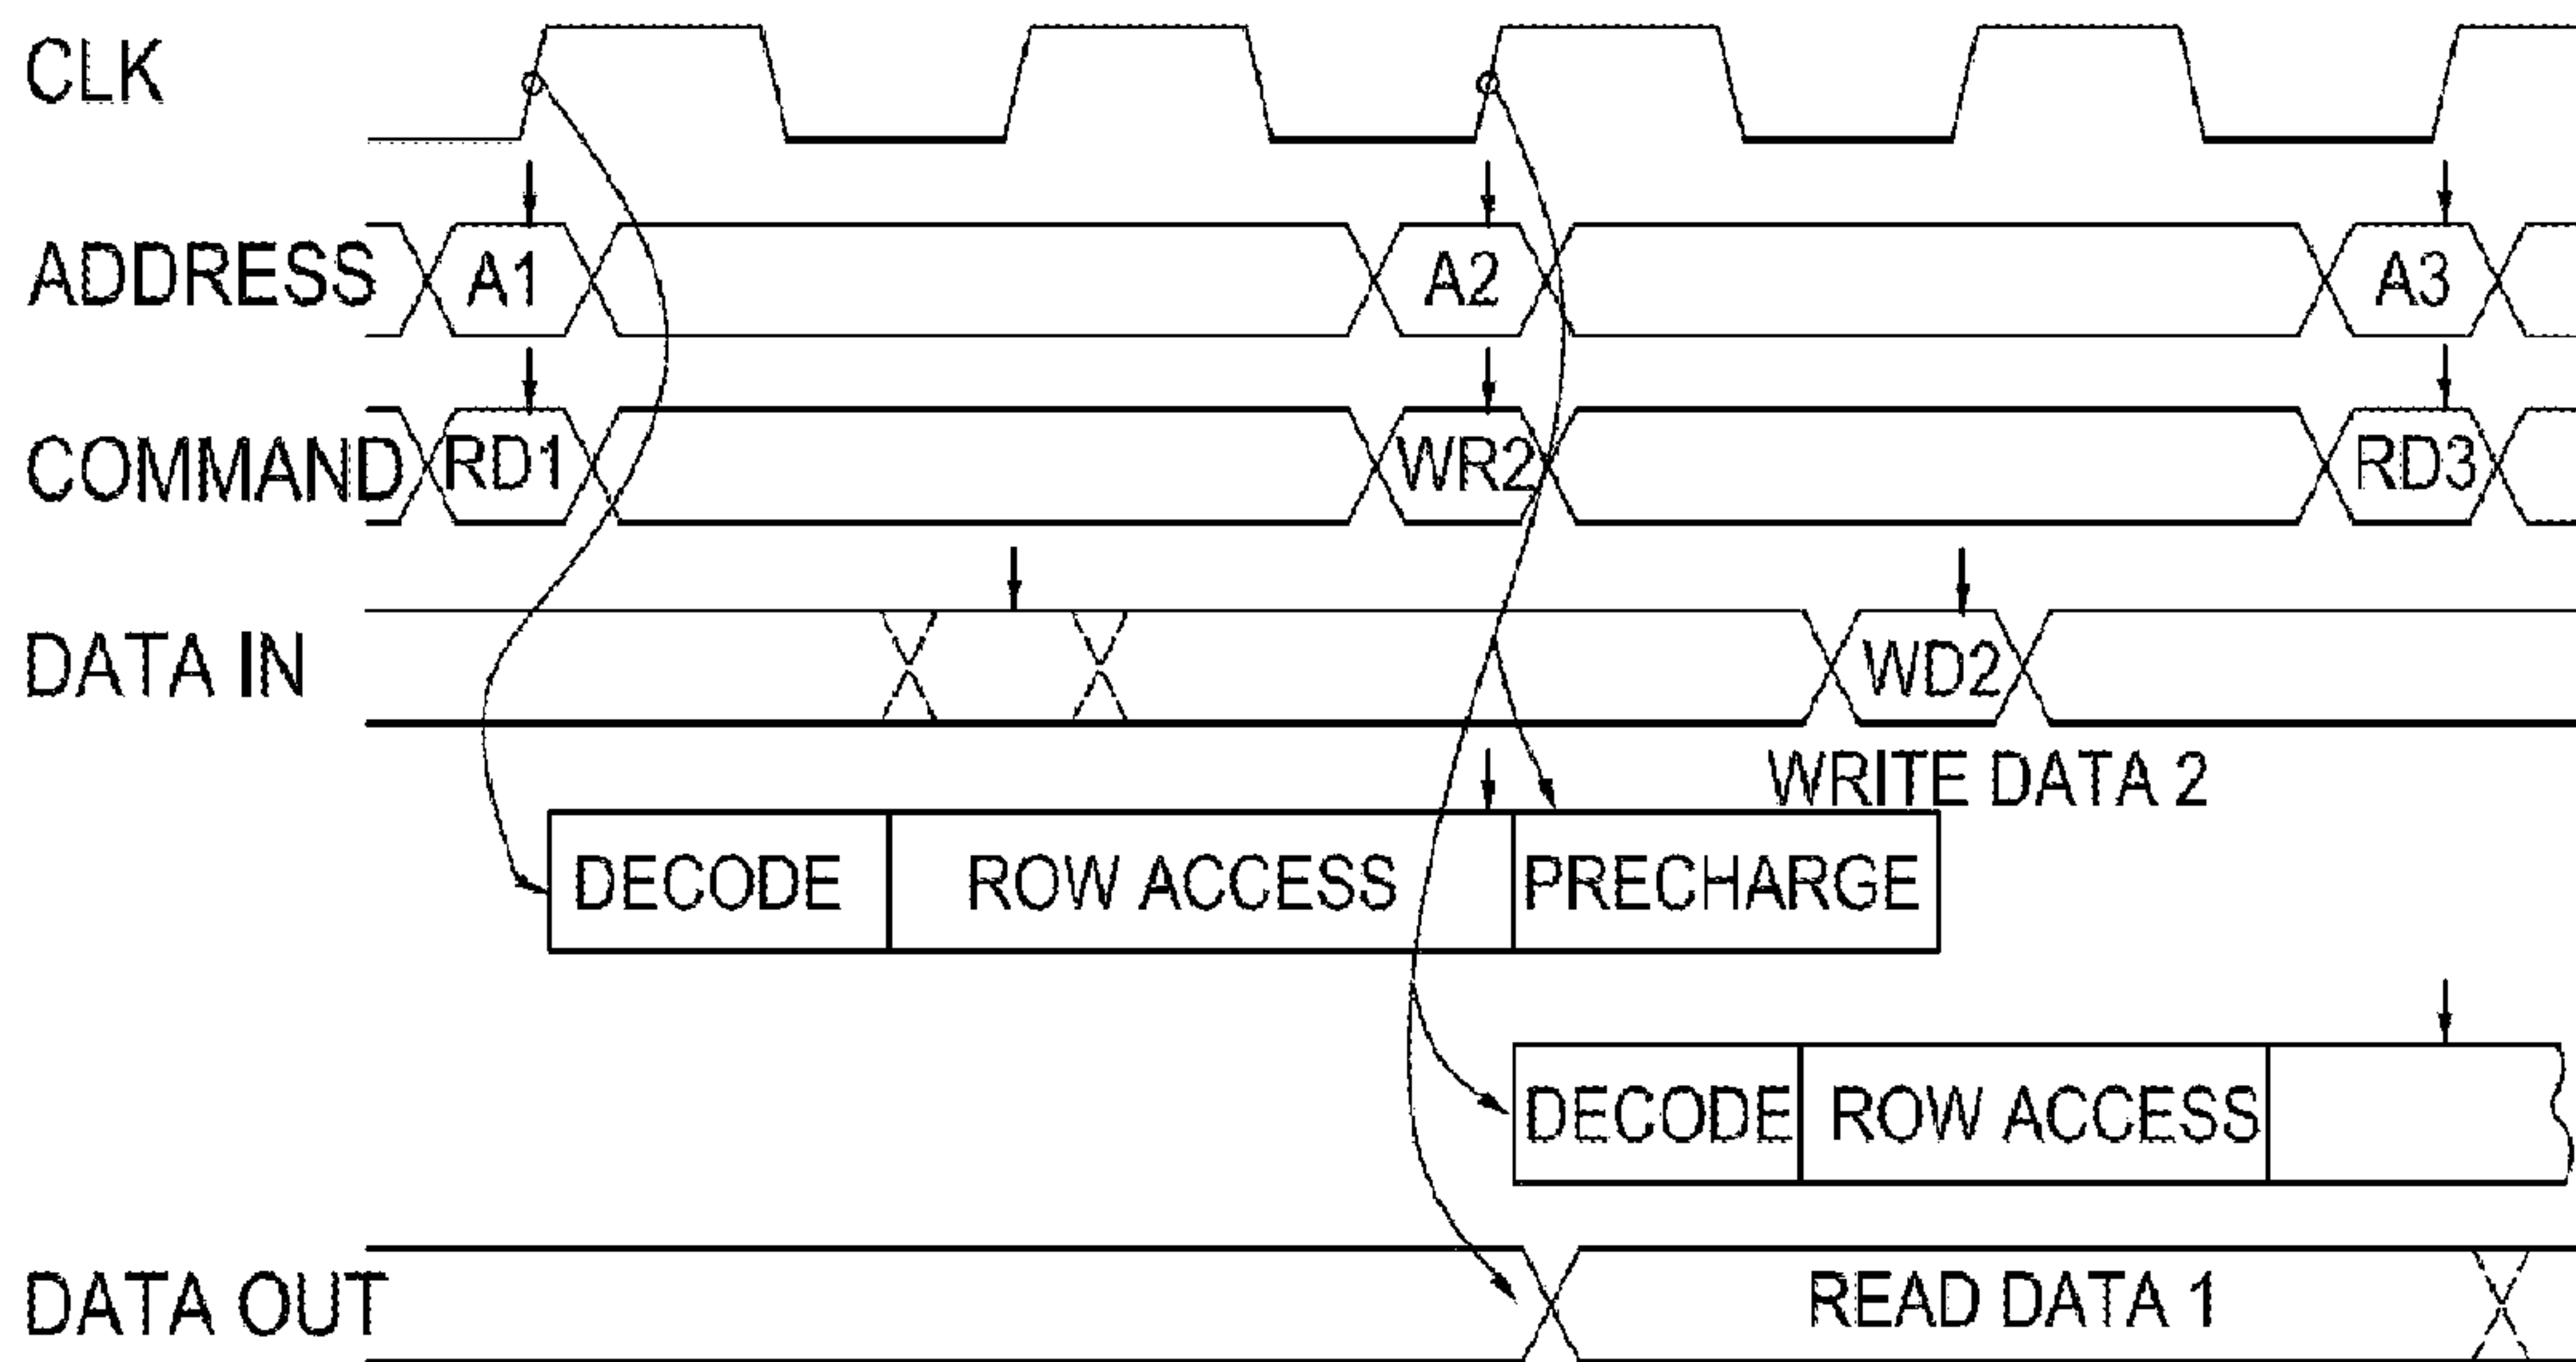 CLK
ADDRESS A1 A2 A3
COMMAND RD1 WR2 RD3
DATA IN WD2
WRITE DATA 2
DECODE ROW ACCESS PRECHARGE
DECODE ROW ACCESS
DATA OUT READ DATA 1